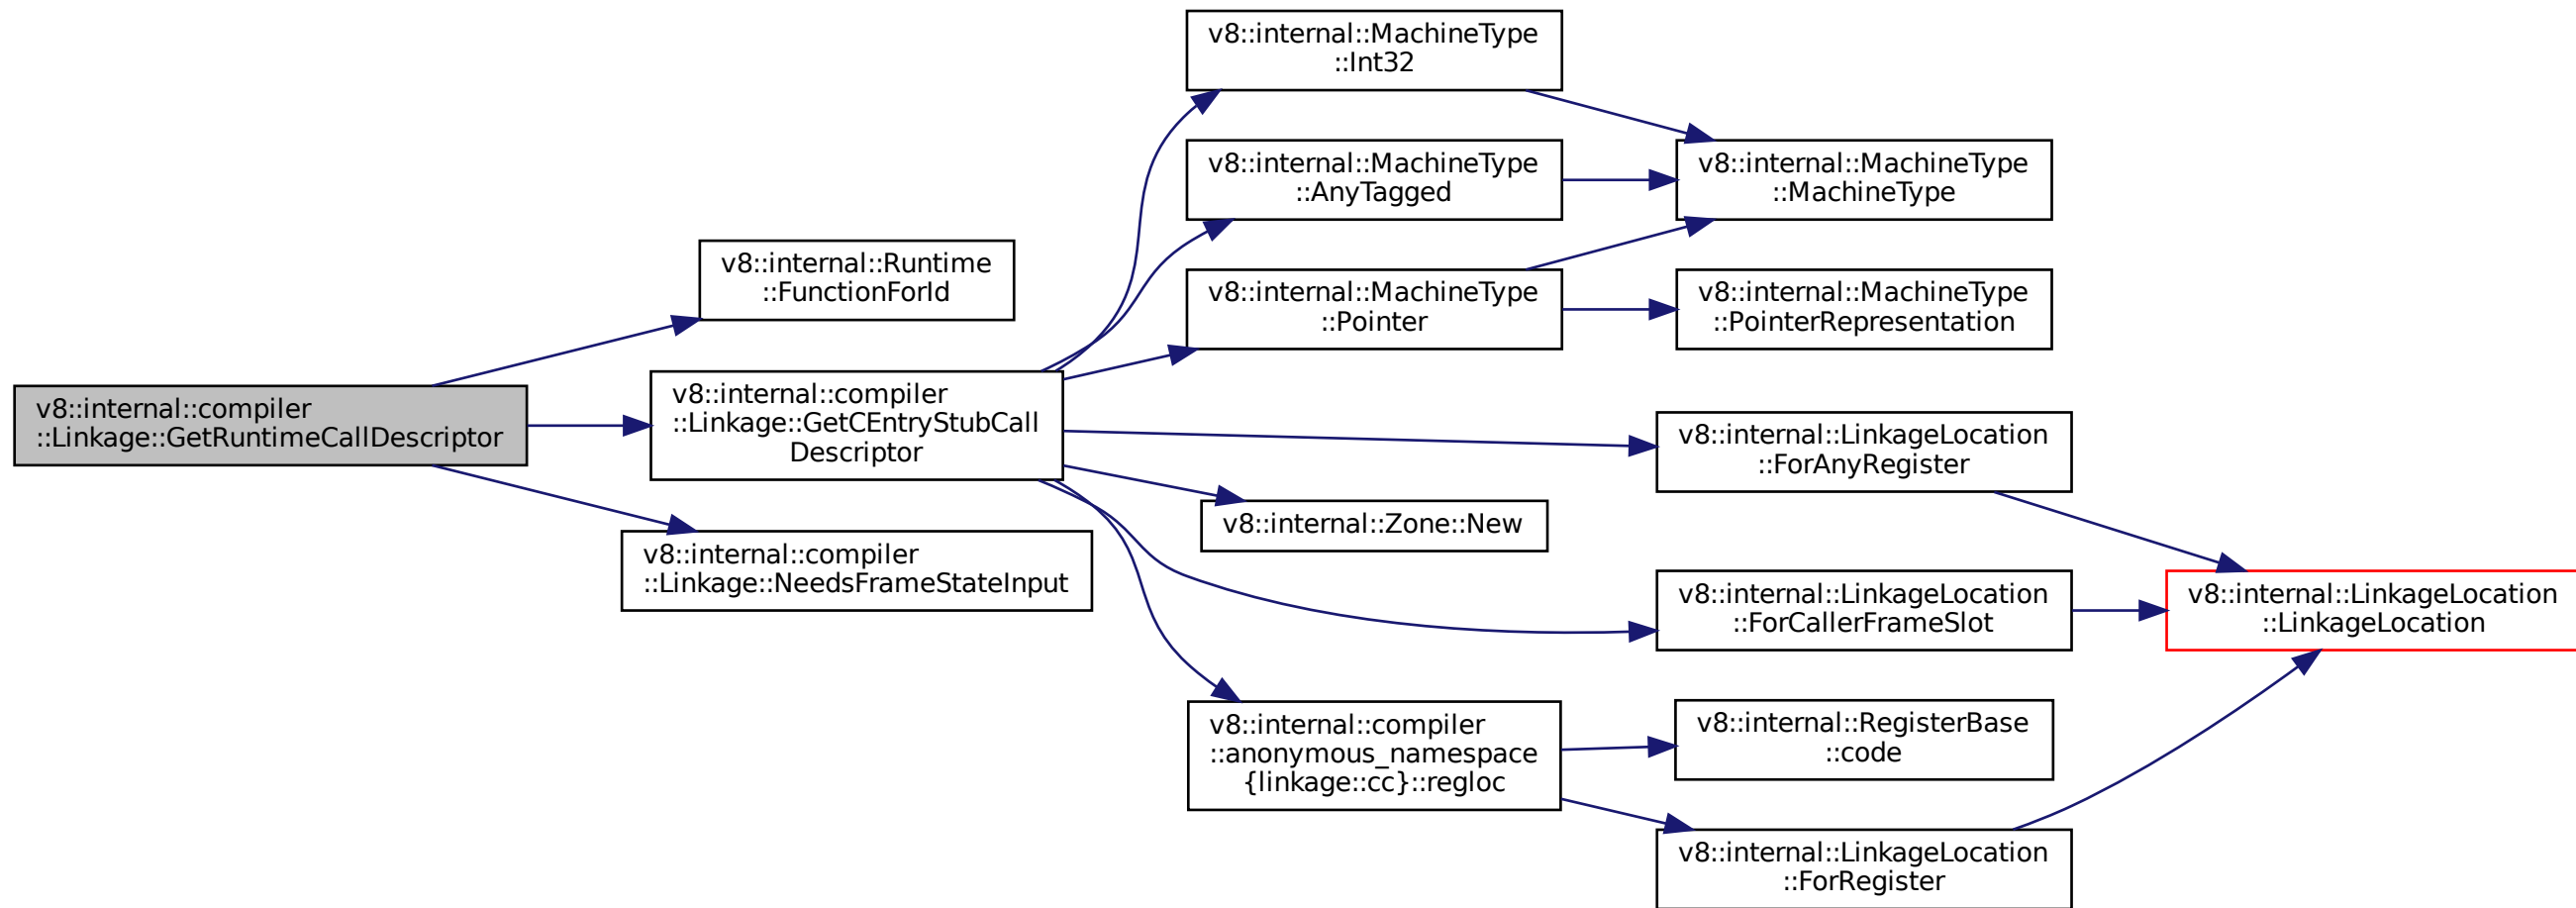 v8::internal::compiler
::Linkage::GetRuntimeCallDescriptor
v8::internal::Runtime
::FunctionForId
v8::internal::compiler
::Linkage::GetCEntryStubCall
Descriptor
v8::internal::compiler
::Linkage::NeedsFrameStateInput
v8::internal::MachineType
::Int32
v8::internal::MachineType
::AnyTagged
v8::internal::MachineType
::Pointer
v8::internal::Zone::New
v8::internal::compiler
::anonymous_namespace
{linkage::cc}::regloc
v8::internal::MachineType
::MachineType
v8::internal::MachineType
::PointerRepresentation
v8::internal::LinkageLocation
::ForAnyRegister
v8::internal::LinkageLocation
::ForCallerFrameSlot
v8::internal::RegisterBase
::code
v8::internal::LinkageLocation
::ForRegister
v8::internal::LinkageLocation
::LinkageLocation